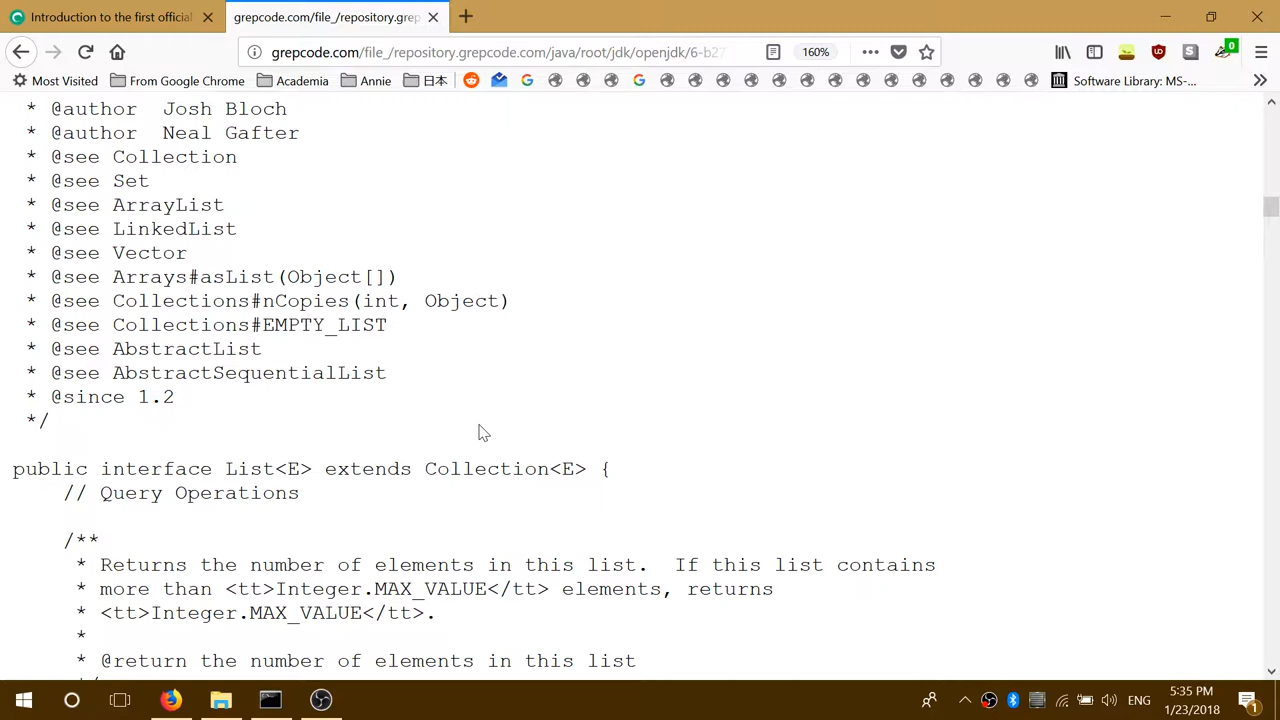 Introduction to the first official
grepcode.com/file_/repository.grep
grepcode.com/file_/repository.grepcode.com/java/root/jdk/openjdk/6-b27
160%
0
Most Visited
From Google Chrome
Academia
Annie
日本
Software Library: MS-...
* @author  Josh Bloch
* @author  Neal Gafter
* @see Collection
* @see Set
* @see ArrayList
* @see LinkedList
* @see Vector
* @see Arrays#asList(Object[])
* @see Collections#nCopies(int, Object)
* @see Collections#EMPTY_LIST
* @see AbstractList
* @see AbstractSequentialList
* @since 1.2
*/
public interface List<E> extends Collection<E> {
// Query Operations
/**
* Returns the number of elements in this list.  If this list contains
* more than <tt>Integer.MAX_VALUE</tt> elements, returns
* <tt>Integer.MAX_VALUE</tt>.
*
* @return the number of elements in this list
ENG
5:35 PM
1/23/2018
1